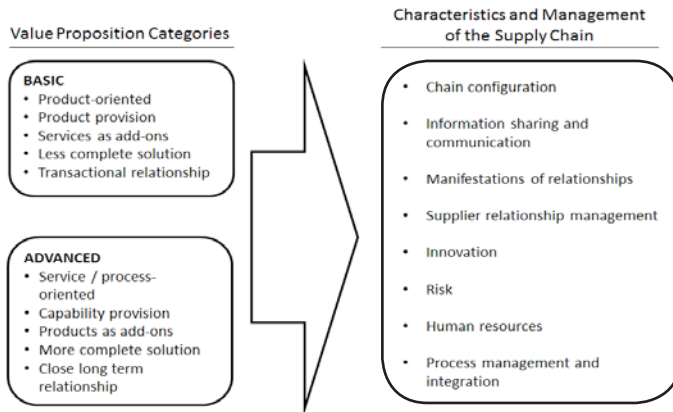 Value Proposition Categories
BASIC
• Product-oriented
• Product provision
• Services as add-ons
• Less complete solution
• Transactional relationship
ADVANCED
• Service / process-
oriented
• Capability provision
• Products as add-ons
• More complete solution
• Close long term
relationship
Characteristics and Management
of the Supply Chain
• Chain configuration
• Information sharing and
communication
• Manifestations of relationships
• Supplier relationship management
• Innovation
• Risk
• Human resources
• Process management and
integration